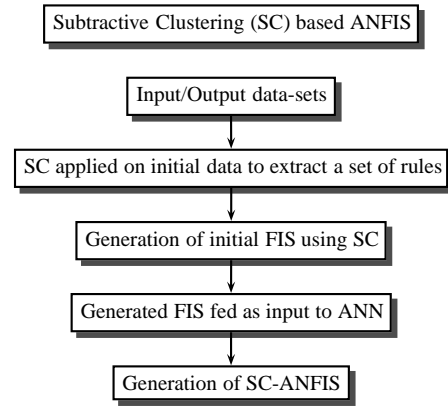 Subtractive Clustering (SC) based ANFIS
Input/Output data-sets
SC applied on initial data to extract a set of rules
Generation of initial FIS using SC
Generated FIS fed as input to ANN
Generation of SC-ANFIS